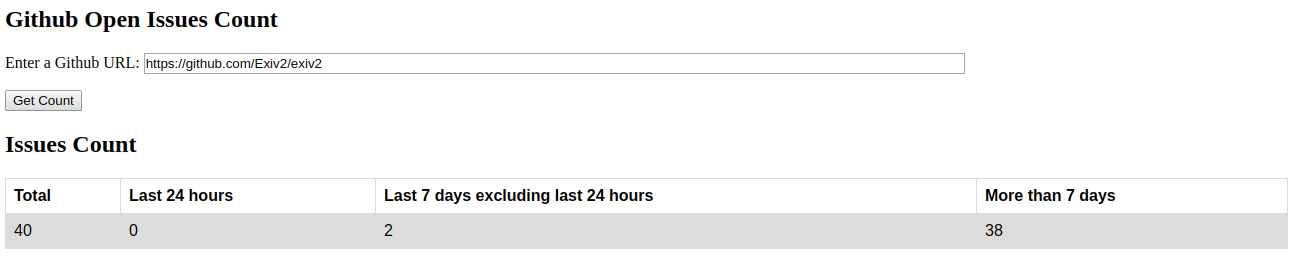 Github Open Issues Count
Enter a Github URL: https://github.com/Exiv2/exiv2
Get Count
Issues Count
Total Last 24 hours Last 7 days excluding last 24 hours More than 7 days
40 0 2 38